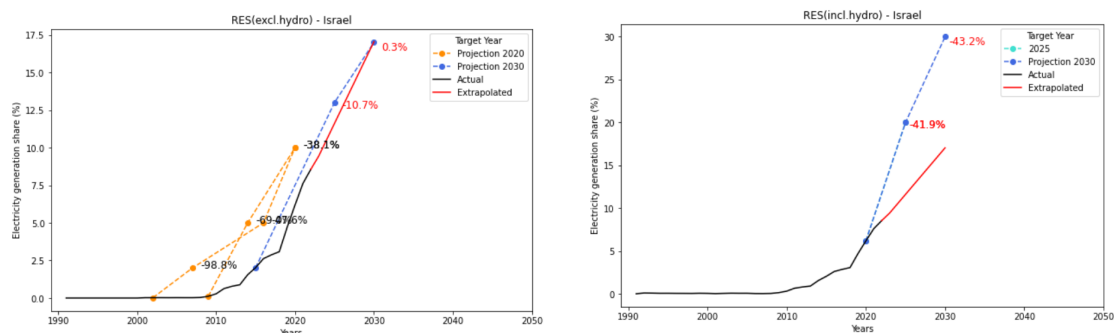 RES(excl.hydro) - Israel
17.5
15.0
12.5
10.0
7.5
5.0
2.5
0.0
Electricity generation share (%)
Target Year
Projection 2020
Projection 2030
Actual
Extrapolated
0.3%
-10.7%
-38.1%
-98.8%
1990
2000
2010
2020
2030
2040
2050
Years
RES(incl.hydro) - Israel
30
25
20
15
10
5
0
Electricity generation share (%)
Target Year
2025
Projection 2030
Actual
Extrapolated
-43.2%
-41.9%
1990
2000
2010
2020
2030
2040
2050
Years